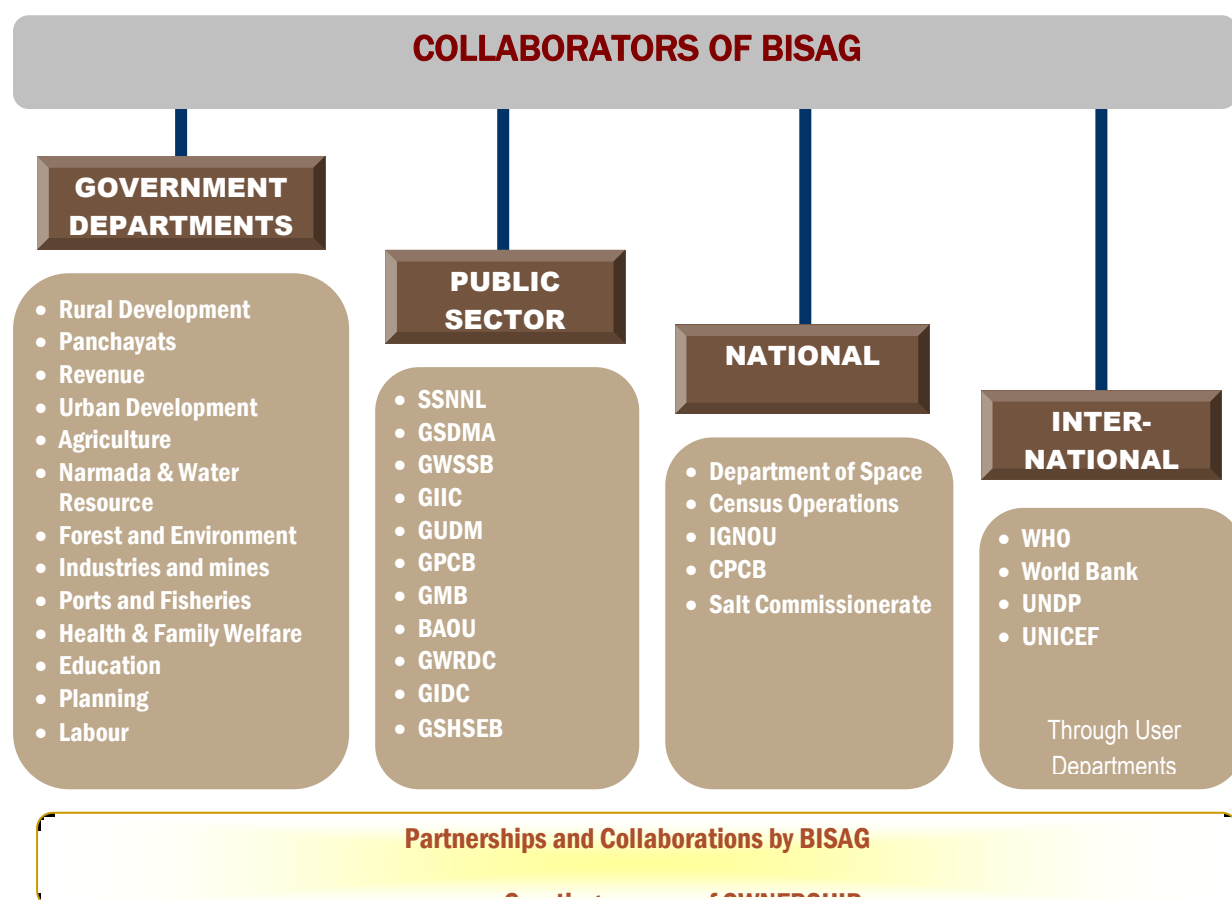 COLLABORATORS OF BISAG
GOVERNMENT
DEPARTMENTS
• Rural Development
• Panchayats
• Revenue
• Urban Development
• Agriculture
• Narmada & Water
Resource
• Forest and Environment
• Industries and mines
• Ports and Fisheries
• Health & Family Welfare
• Education
• Planning
• Labour
PUBLIC
SECTOR
• SSNNL
• GSDMA
• GWSSB
• GIIC
• GUDM
• GPCB
• GMB
• BAOU
• GWRDC
• GIDC
• GSHSEB
NATIONAL
• Department of Space
• Census Operations
• IGNOU
• CPCB
• Salt Commissionerate
INTER-
NATIONAL
• WHO
• World Bank
• UNDP
• UNICEF
Through User
Departments
Partnerships and Collaborations by BISAG
of OWNERSHIP